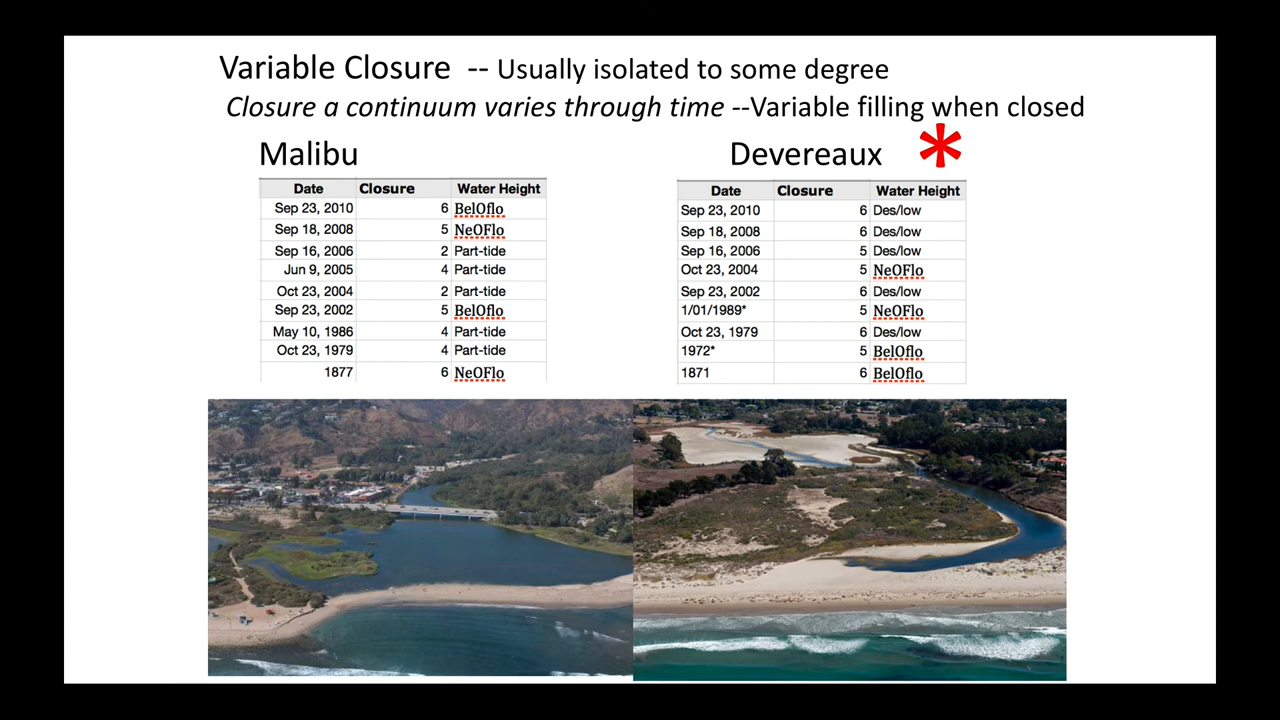 Variable Closure -- Usually isolated to some degree
Closure a continuum varies through time --Variable filling when closed
Malibu
Date Closure Water Height
Sep 23, 2010 6 BelOflo
Sep 18, 2008 5 NeOFlo
Sep 16, 2006 2 Part-tide
Jun 9, 2005 4 Part-tide
Oct 23, 2004 2 Part-tide
Sep 23, 2002 5 BelOflo
May 10, 1986 4 Part-tide
Oct 23, 1979 4 Part-tide
1877 6 NeOFlo
Devereaux *
Date Closure Water Height
Sep 23, 2010 6 Des/low
Sep 18, 2008 6 Des/low
Sep 16, 2006 5 Des/low
Oct 23, 2004 5 NeOFlo
Sep 23, 2002 6 Des/low
1/01/1989* 5 NeOFlo
Oct 23, 1979 6 Des/low
1972* 5 BelOflo
1871 6 BelOflo